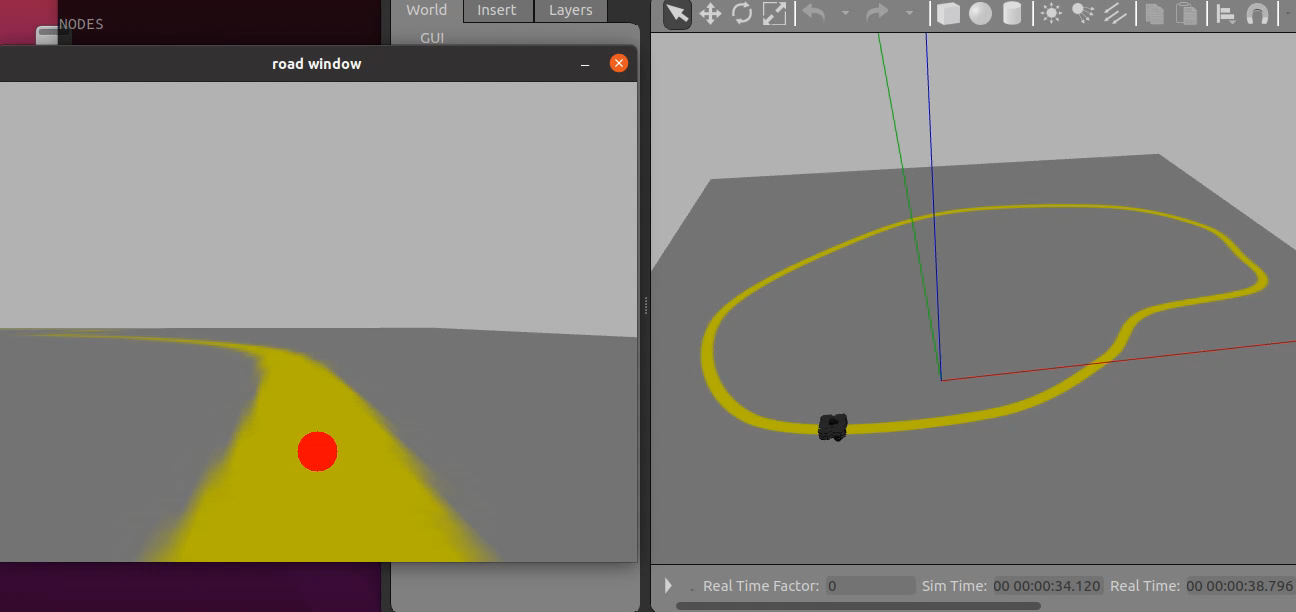 NODES
World Insert Layers
GUI
road window
Real Time Factor: 0 Sim Time: 00 00:00:34.120 Real Time: 00 00:00:38.796